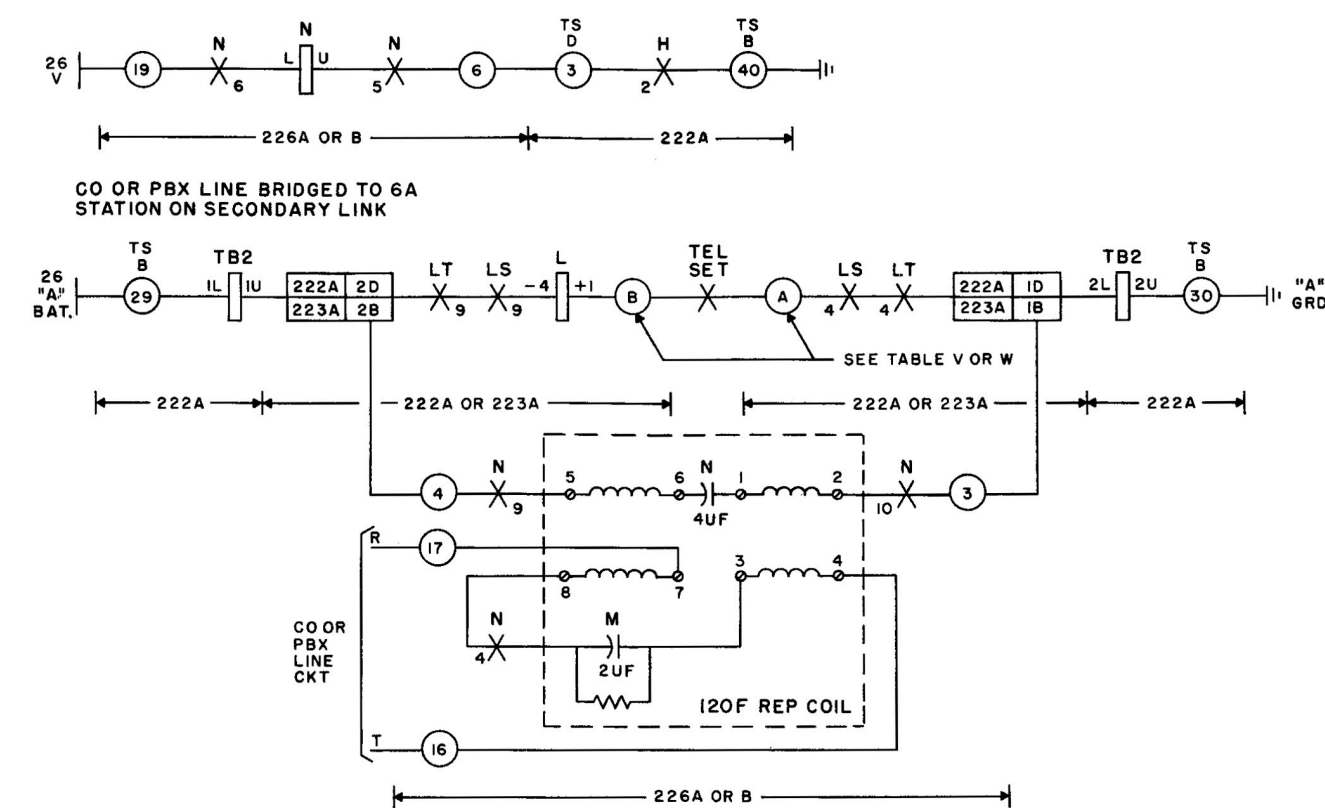 TS TS
N N N D H B
26 V 19 6 L U 5 6 3 2 40
226A OR B 222A
CO OR PBX LINE BRIDGED TO 6A
STATION ON SECONDARY LINK
TS B TB2 LT LS L TEL SET LS LT TB2 TS B
26 "A" BAT. 29 1L 1U 222A 2D 9 9 -4 +1 B A 4 4 222A 1D 2L 2U 30 "A" GRD
223A 2B 223A 1B
SEE TABLE V OR W
222A 222A OR 223A 222A OR 223A 222A
N 5 6 N 1 2 N
4 9 4UF 10 3
R 17 3 4
8 7
CO OR PBX LINE CKT
N M
4 2UF
120F REP COIL
T 16
226A OR B